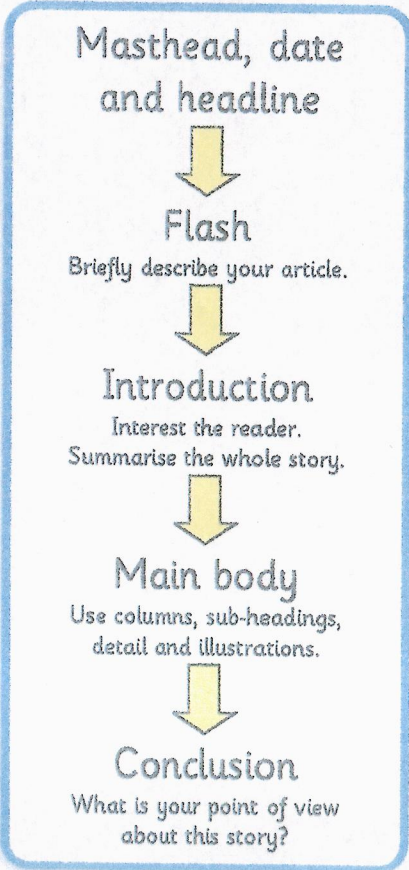 Masthead, date
and headline
Flash
Briefly describe your article.
Introduction
Interest the reader.
Summarise the whole story.
Main body
Use columns, sub-headings,
detail and illustrations.
Conclusion
What is your point of view
about this story?